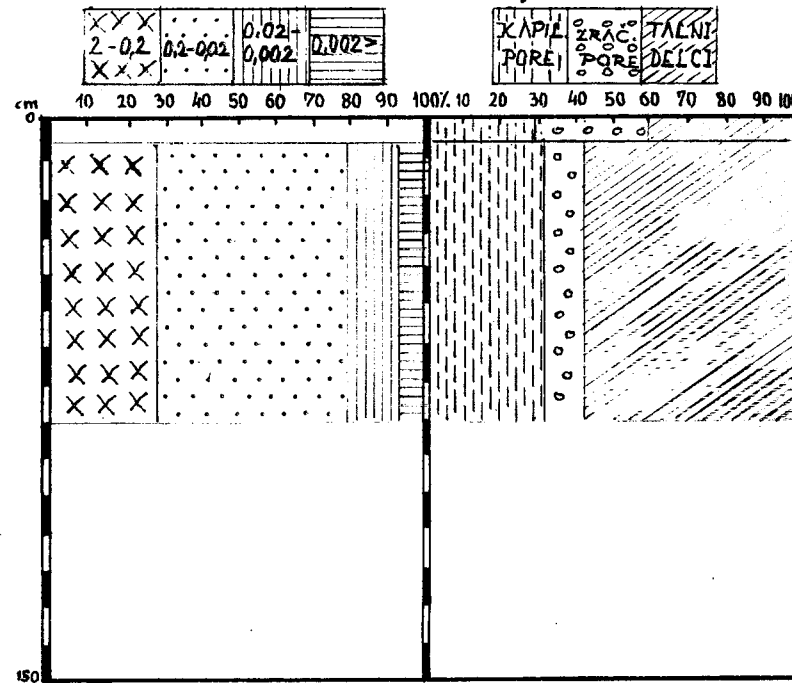 2-0,2 0,2-0,02 0,02-0,002 0,002>
KAPIL PORE, ZRAČ. PORE TALNI DELCI
cm 10 20 30 40 50 60 70 80 90 100% 10 20 30 40 50 60 70 80 90 100
0
150